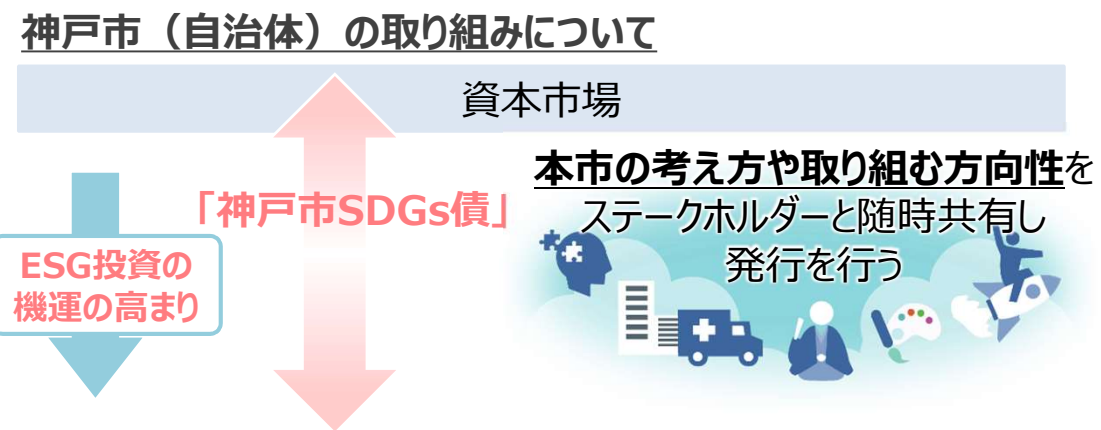 神戸市（自治体）の取り組みについて
資本市場
本市の考え方や取り組む方向性を
ステークホルダーと随時共有し
発行を行う
「神戸市SDGs債」
ESG投資の
機運の高まり